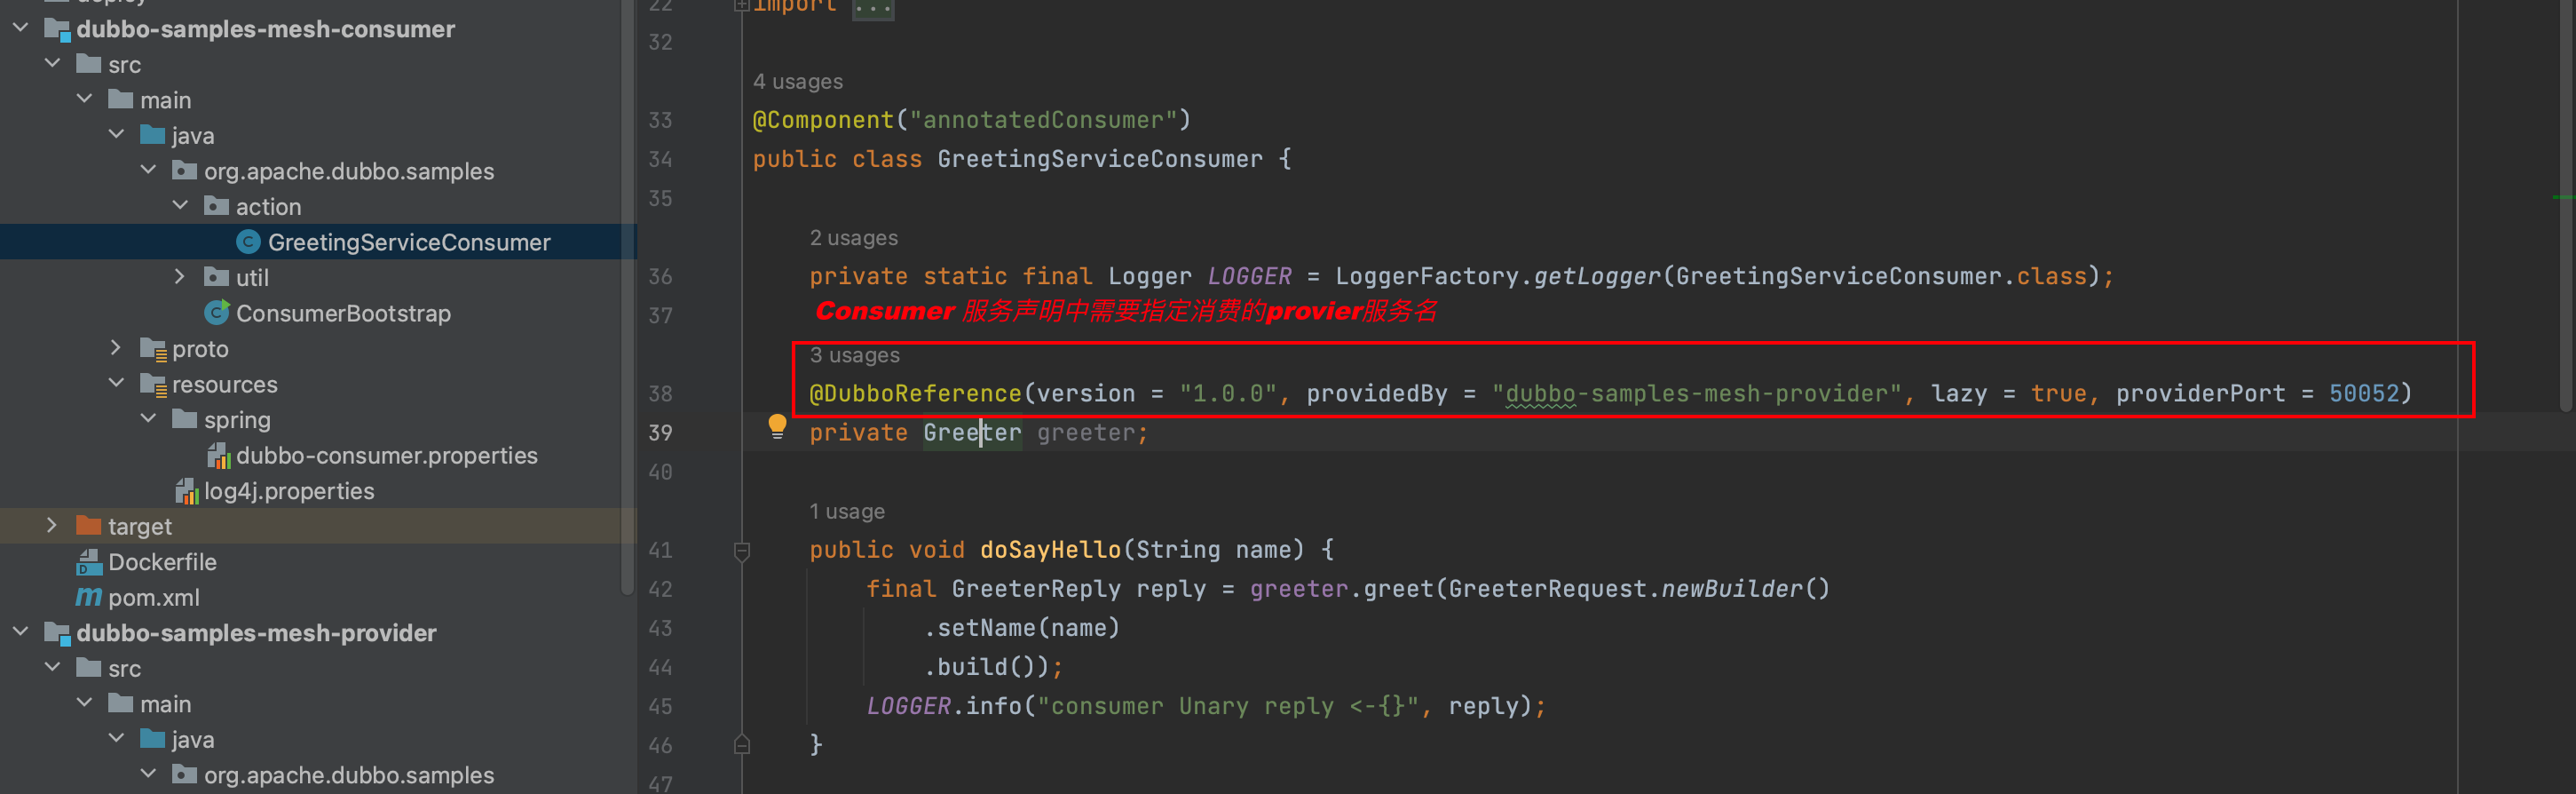 deploy
dubbo-samples-mesh-consumer
src
main
java
org.apache.dubbo.samples
action
GreetingServiceConsumer
util
ConsumerBootstrap
proto
resources
spring
dubbo-consumer.properties
log4j.properties
target
Dockerfile
pom.xml
dubbo-samples-mesh-provider
src
main
java
org.apache.dubbo.samples
22 import ...
32
4 usages
33 @Component("annotatedConsumer")
34 public class GreetingServiceConsumer {
35
2 usages
36 private static final Logger LOGGER = LoggerFactory.getLogger(GreetingServiceConsumer.class);
37 Consumer 服务声明中需要指定消费的provier服务名
3 usages
38 @DubboReference(version = "1.0.0", providedBy = "dubbo-samples-mesh-provider", lazy = true, providerPort = 50052)
39 private Greeter greeter;
40
1 usage
41 public void doSayHello(String name) {
42 final GreeterReply reply = greeter.greet(GreeterRequest.newBuilder()
43 .setName(name)
44 .build());
45 LOGGER.info("consumer Unary reply <-{}", reply);
46 }
47